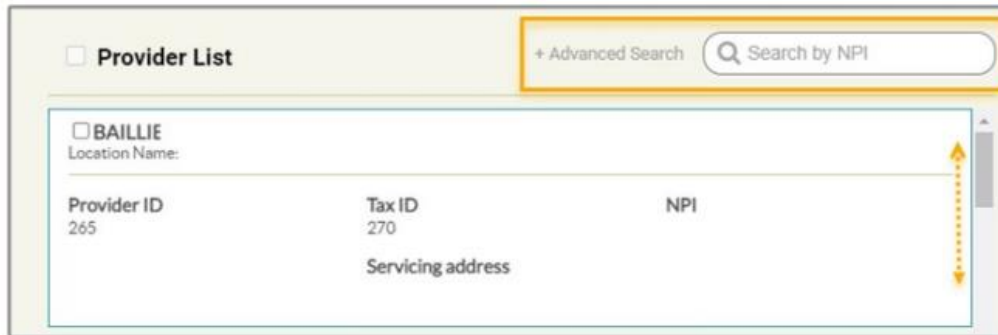 Provider List
+ Advanced Search
Search by NPI
BAILLIE
Location Name:
Provider ID
Tax ID
NPI
265
270
Servicing address